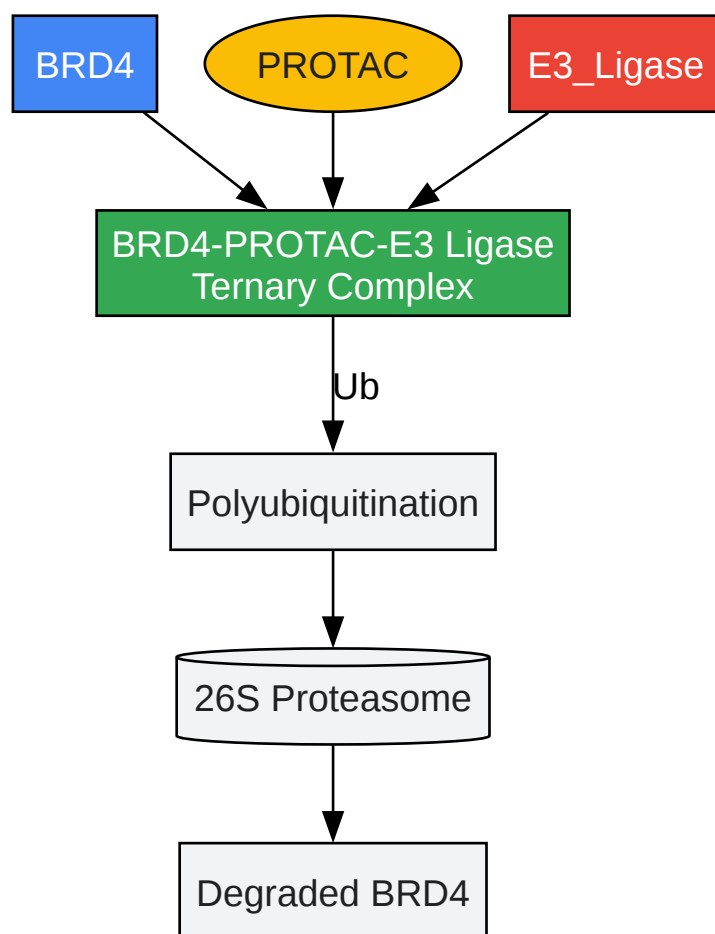 BRD4
PROTAC
E3_Ligase
BRD4-PROTAC-E3 Ligase
Ternary Complex
Ub
Polyubiquitination
26S Proteasome
Degraded BRD4